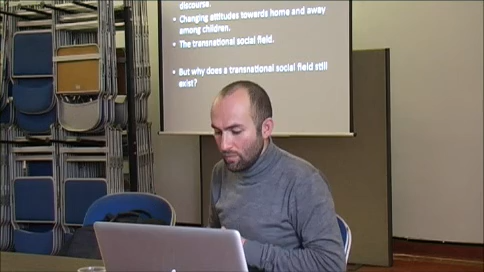 discourse.
• Changing attitudes towards home and away
among children.
• The transnational social field.
• But why does a transnational social field still
exist?